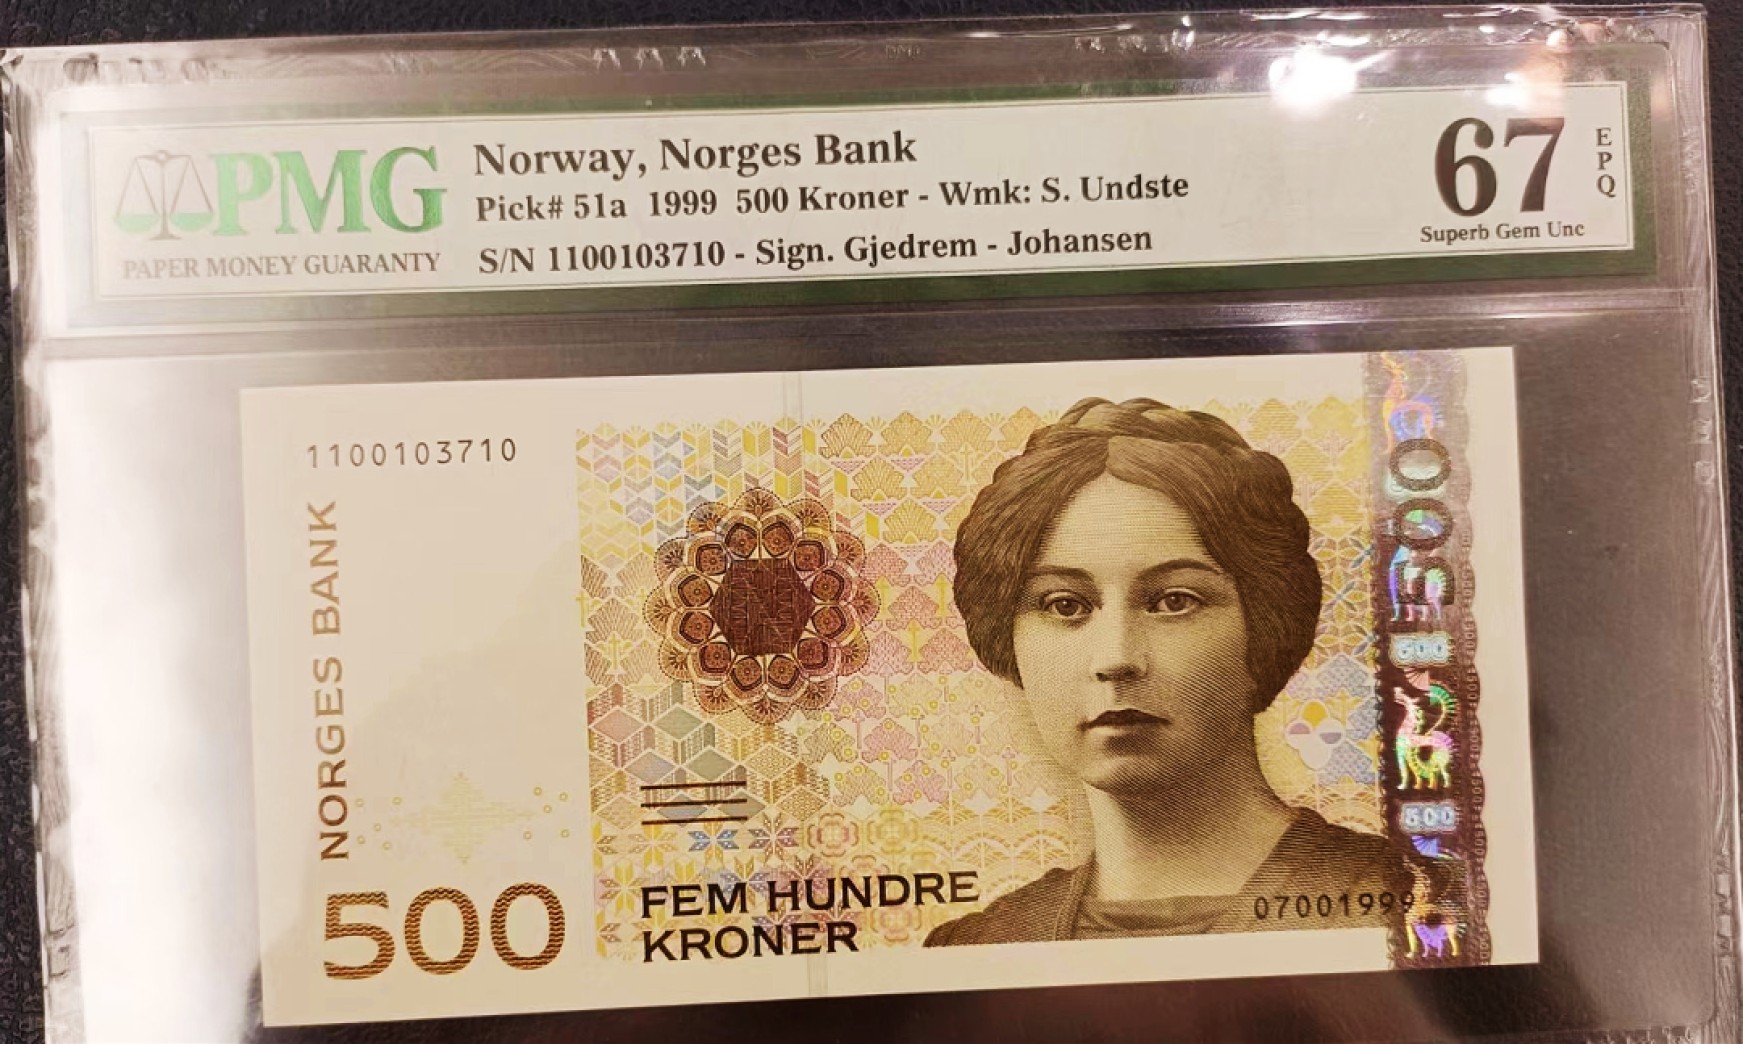 PMG
PAPER MONEY GUARANTY
Norway, Norges Bank
Pick# 51a 1999 500 Kroner - Wmk: S. Undste
S/N 1100103710 - Sign. Gjedrem - Johansen
67
EPQ
Superb Gem Unc
1100103710
NORGES BANK
500
FEM HUNDRE
KRONER
07001999
500
500
500